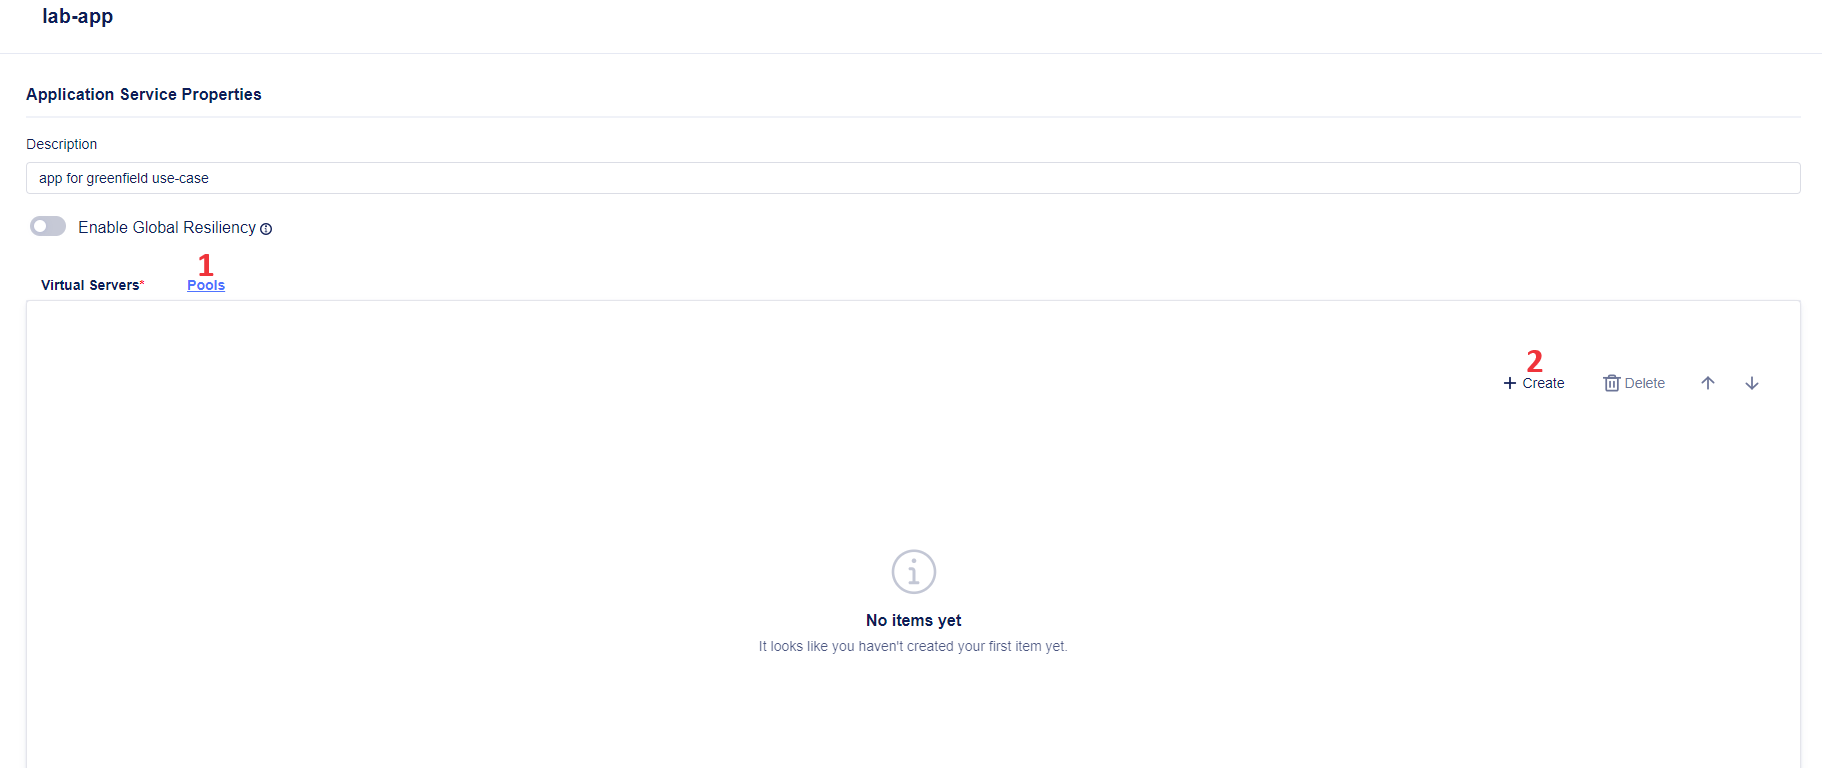 lab-app
Application Service Properties
Description
app for greenfield use-case
Enable Global Resiliency
1
Virtual Servers* Pools
2
Create Delete
No items yet
It looks like you haven't created your first item yet.